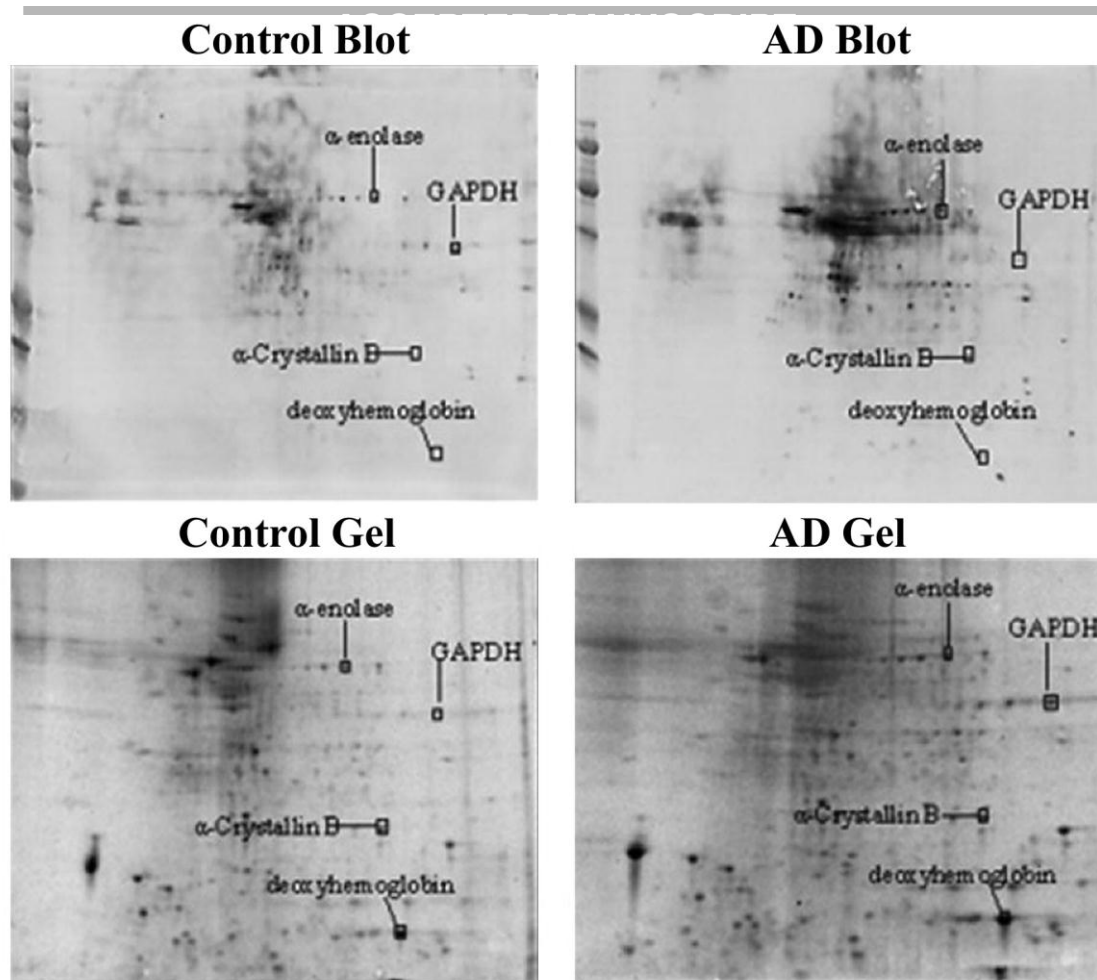 Control Blot
AD Blot
α-enolase
GAPDH
α-Crystallin B
deoxyhemoglobin
α-enolase
GAPDH
α-Crystallin B
deoxyhemoglobin
Control Gel
AD Gel
α-enolase
GAPDH
α-Crystallin B
deoxyhemoglobin
α-enolase
GAPDH
α-Crystallin B
deoxyhemoglobin